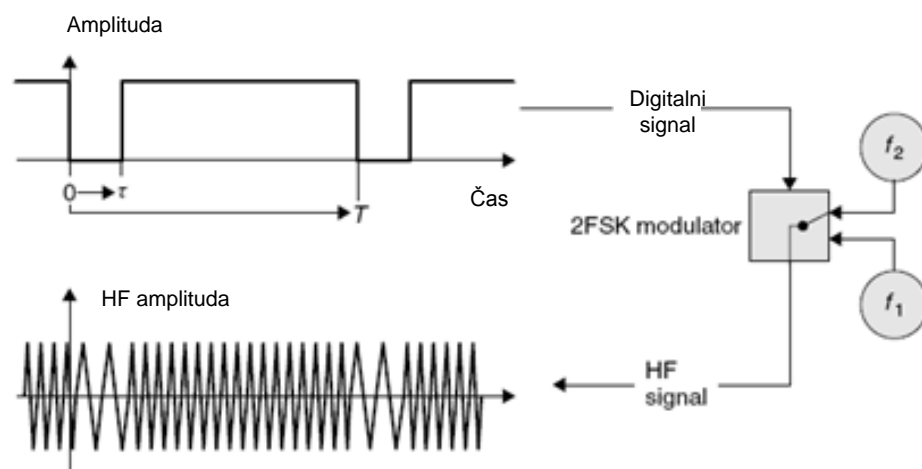 Amplituda
0 → τ
T
Čas
Digitalni
signal
f₂
2FSK modulator
f₁
HF amplituda
HF
signal